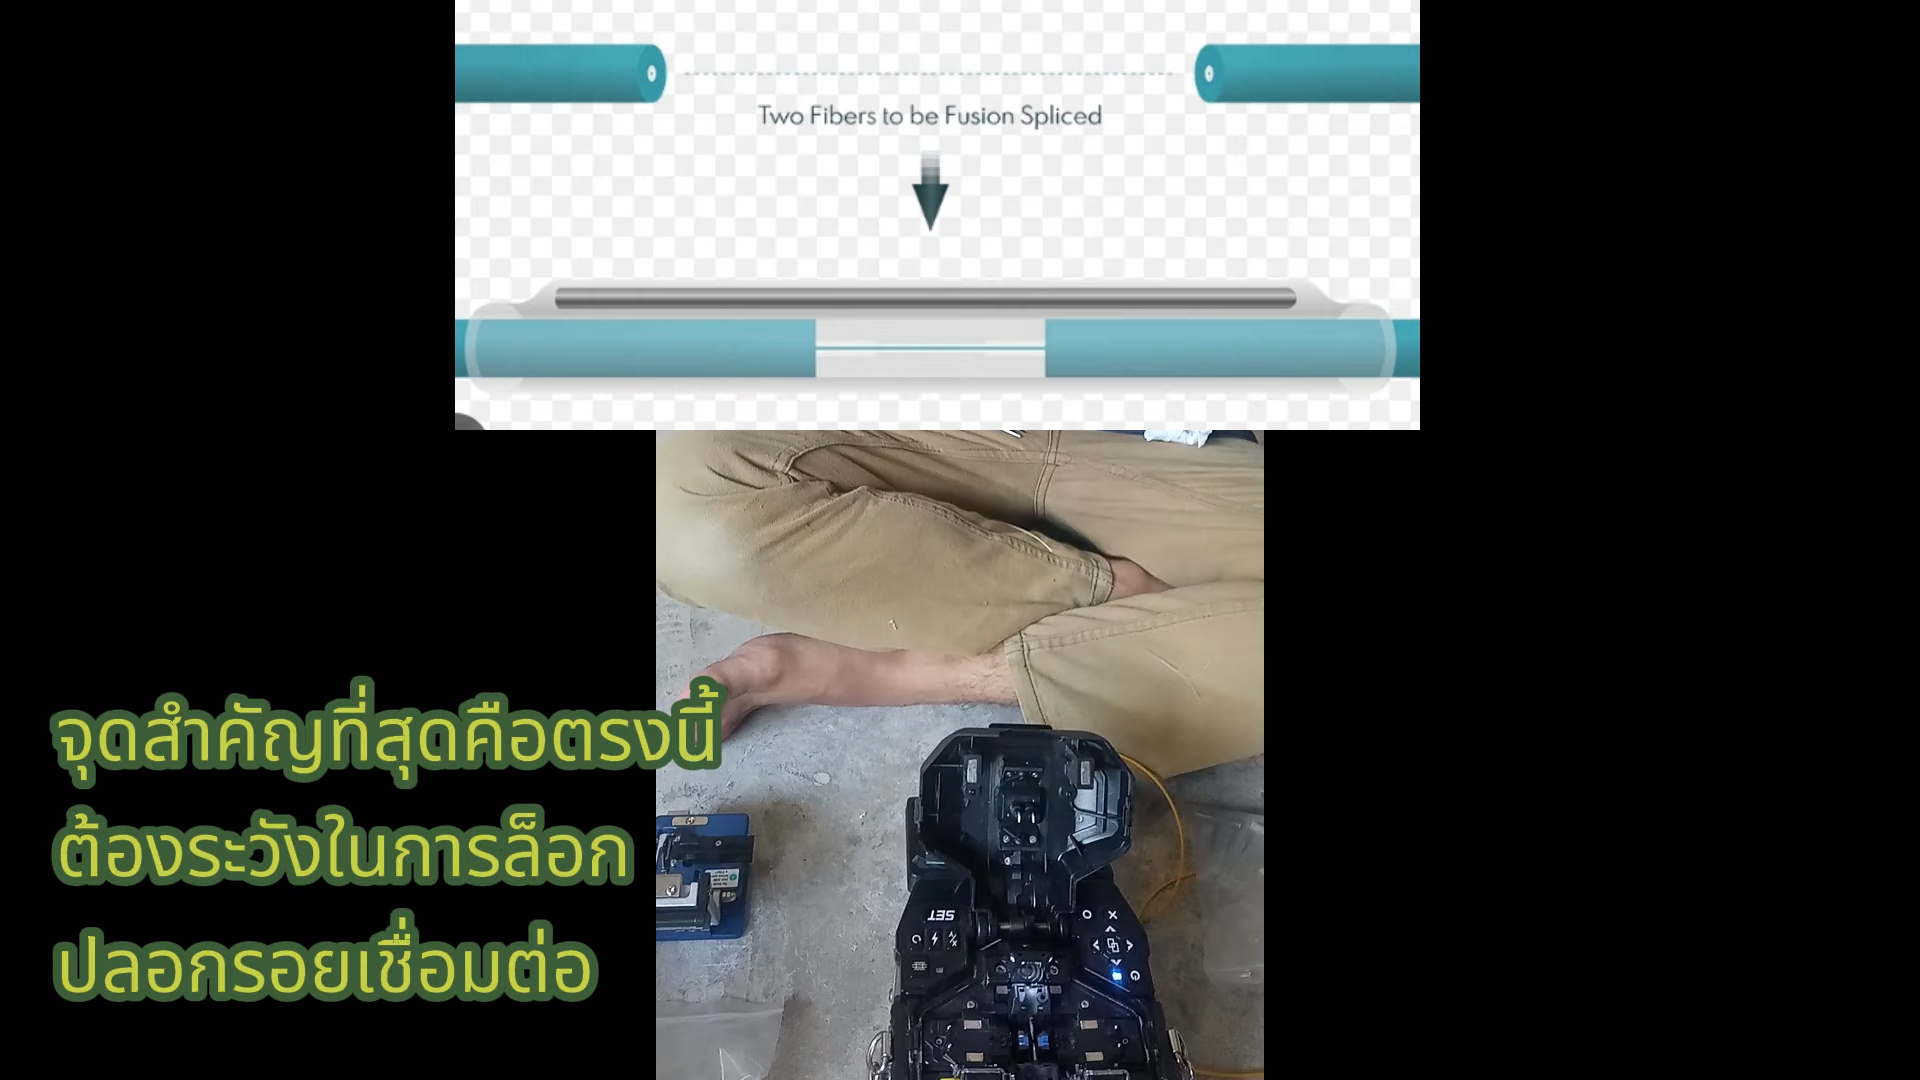 Two Fibers to be Fusion Spliced
จุดสำคัญที่สุดคือตรงนี้
ต้องระวังในการล็อก
ปลอกรอยเชื่อมต่อ
SET